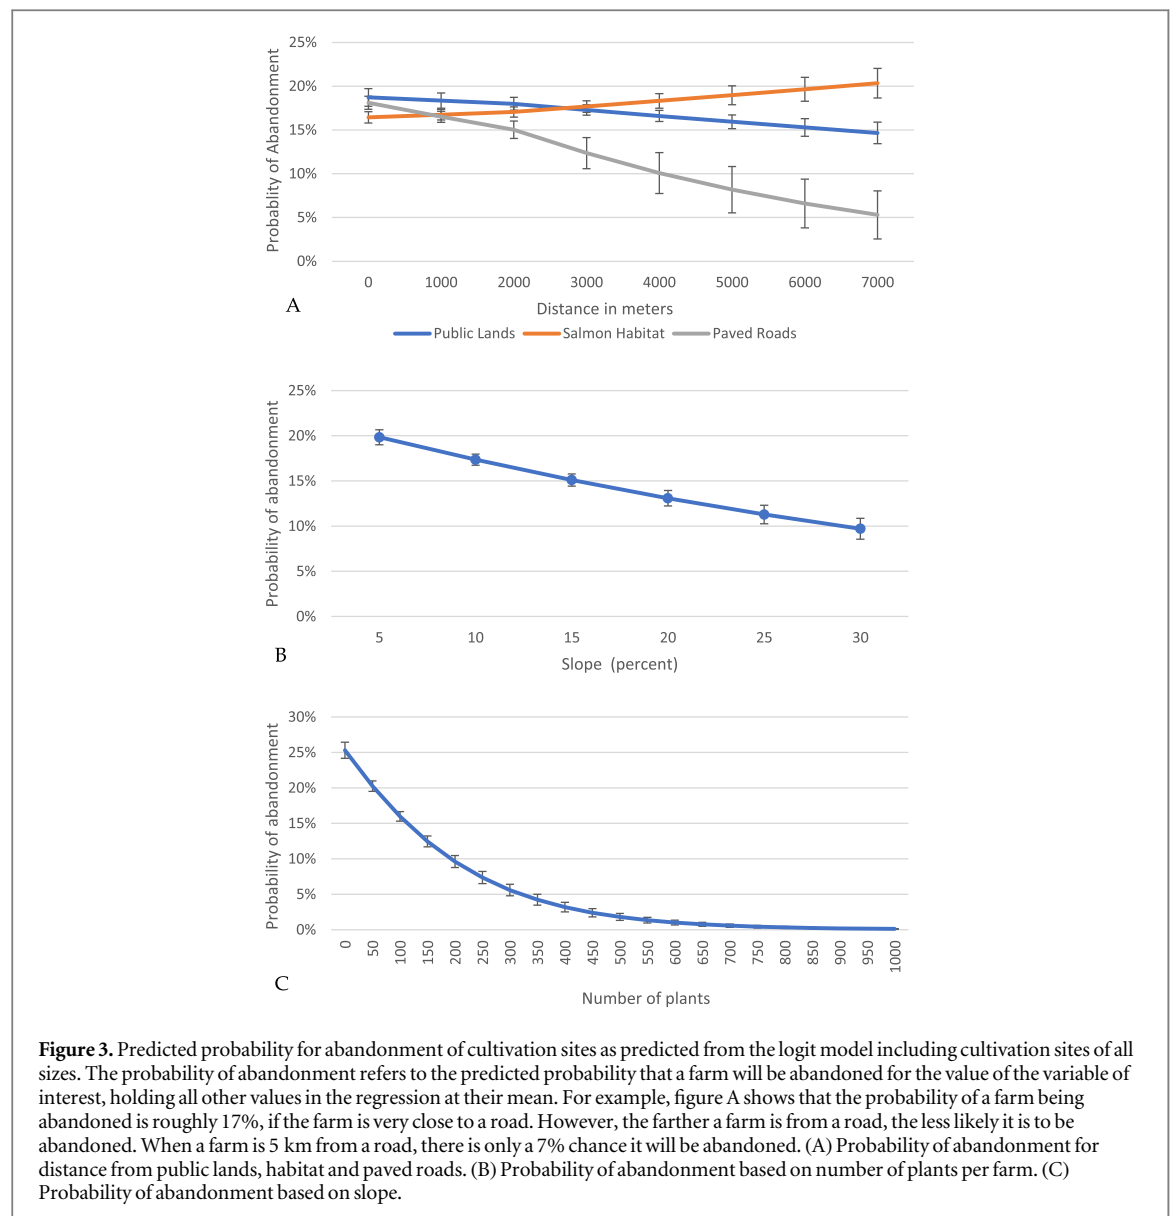 25%
20%
15%
10%
5%
0%
Probablity of Abandonment
0 1000 2000 3000 4000 5000 6000 7000
A
Distance in meters
Public Lands Salmon Habitat Paved Roads
25%
20%
15%
10%
5%
0%
Probability of abandonment
5 10 15 20 25 30
B
Slope (percent)
30%
25%
20%
15%
10%
5%
0%
Probability of abandonment
0 50 100 150 200 250 300 350 400 450 500 550 600 650 700 750 800 850 900 950 1000
C
Number of plants
Figure 3. Predicted probability for abandonment of cultivation sites as predicted from the logit model including cultivation sites of all
sizes. The probability of abandonment refers to the predicted probability that a farm will be abandoned for the value of the variable of
interest, holding all other values in the regression at their mean. For example, figure A shows that the probability of a farm being
abandoned is roughly 17%, if the farm is very close to a road. However, the farther a farm is from a road, the less likely it is to be
abandoned. When a farm is 5 km from a road, there is only a 7% chance it will be abandoned. (A) Probability of abandonment for
distance from public lands, habitat and paved roads. (B) Probability of abandonment based on number of plants per farm. (C)
Probability of abandonment based on slope.